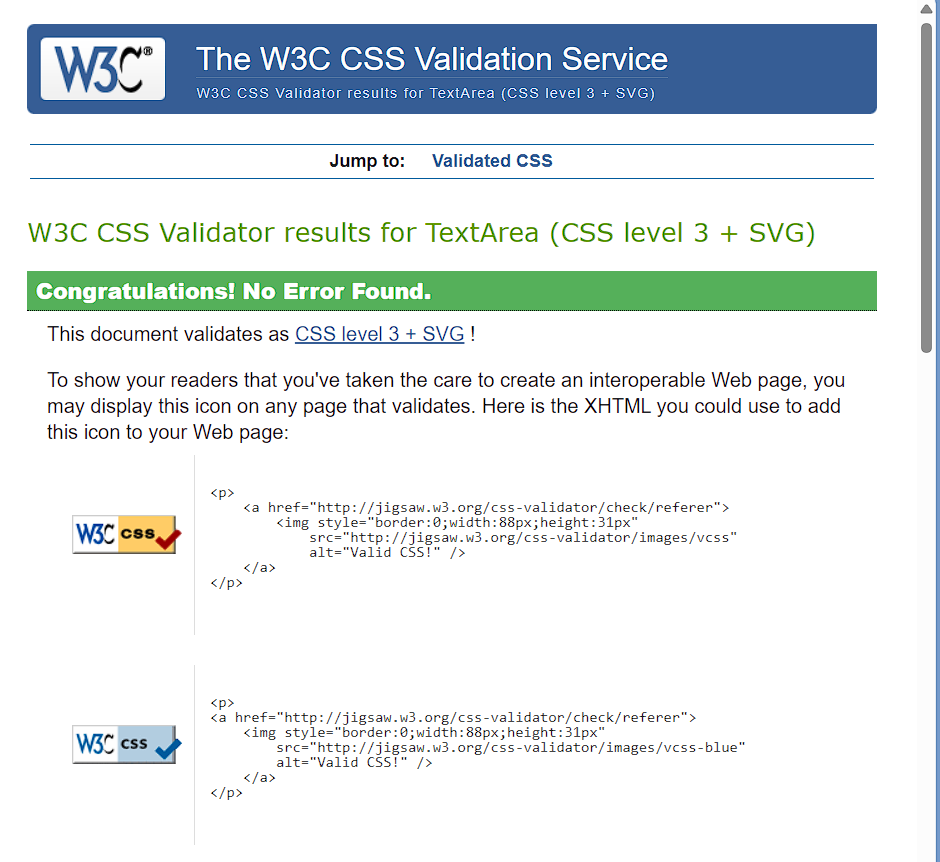 W3C®
The W3C CSS Validation Service
W3C CSS Validator results for TextArea (CSS level 3 + SVG)
Jump to: Validated CSS
W3C CSS Validator results for TextArea (CSS level 3 + SVG)
Congratulations! No Error Found.
This document validates as CSS level 3 + SVG !
To show your readers that you've taken the care to create an interoperable Web page, you
may display this icon on any page that validates. Here is the XHTML you could use to add
this icon to your Web page:
W3C css
<p>
    <a href="http://jigsaw.w3.org/css-validator/check/referer">
        <img style="border:0;width:88px;height:31px"
            src="http://jigsaw.w3.org/css-validator/images/vcss"
            alt="Valid CSS!" />
    </a>
</p>
W3C css
<p>
<a href="http://jigsaw.w3.org/css-validator/check/referer">
    <img style="border:0;width:88px;height:31px"
        src="http://jigsaw.w3.org/css-validator/images/vcss-blue"
        alt="Valid CSS!" />
    </a>
</p>